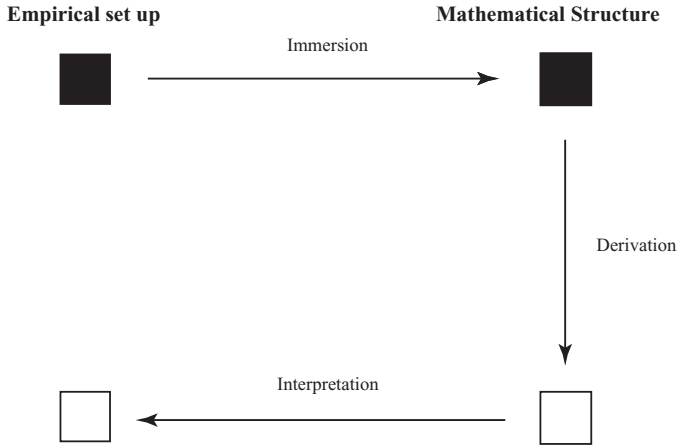 Empirical set up
Mathematical Structure
Immersion
Derivation
Interpretation